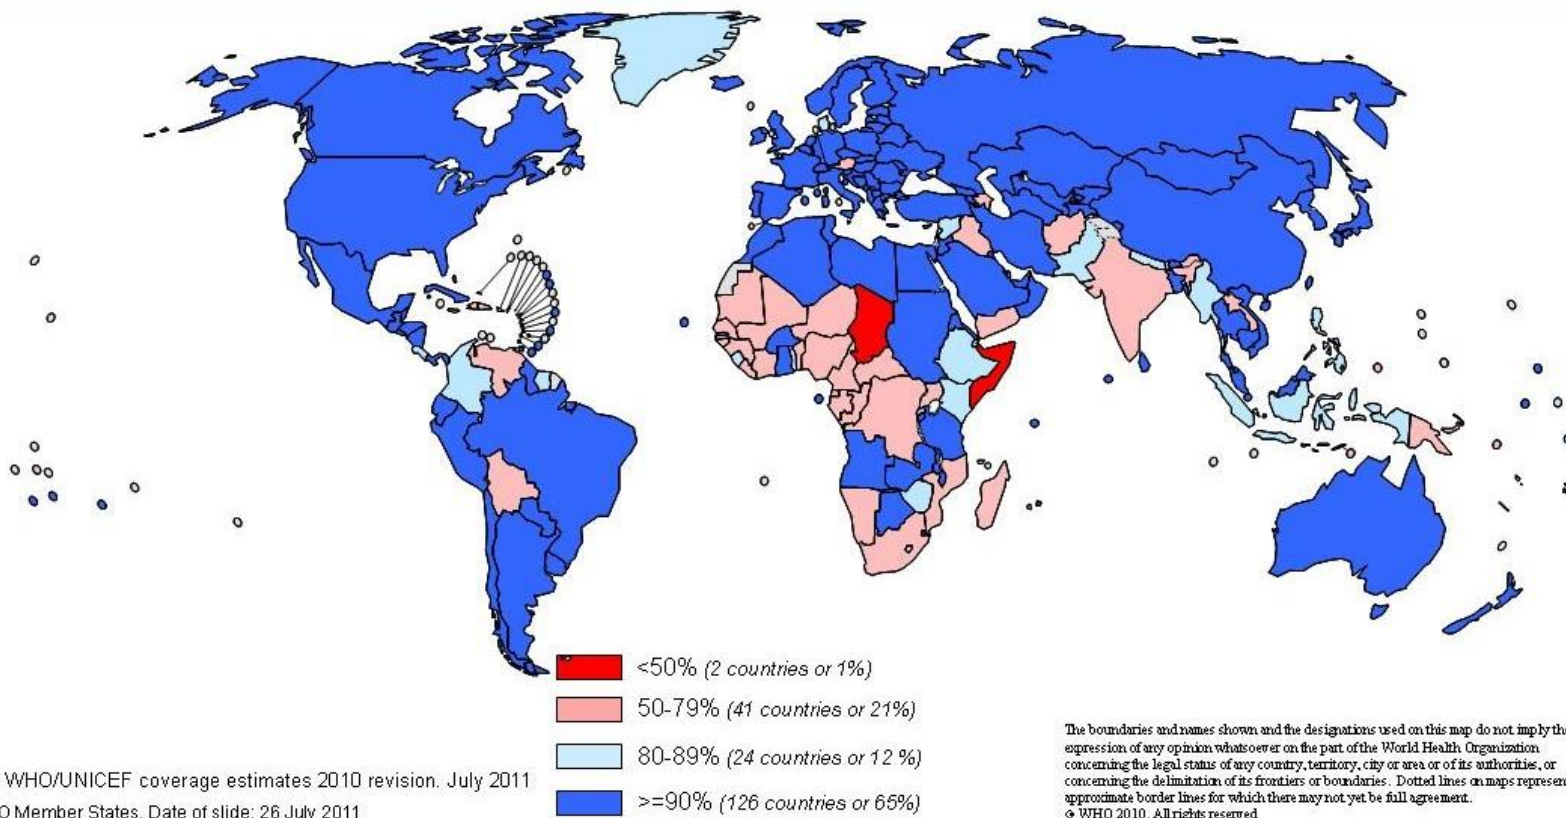 <50% (2 countries or 1%)
50-79% (41 countries or 21%)
80-89% (24 countries or 12 %)
>=90% (126 countries or 65%)
WHO/UNICEF coverage estimates 2010 revision. July 2011
O Member States. Date of slide: 26 July 2011
The boundaries and names shown and the designations used on this map do not imply th
expression of any opinion whatsoever on the part of the World Health Organization
concerning the legal status of any country, territory, city or area or of its authorities, or
concerning the delimitation of its frontiers or boundaries. Dotted lines on maps represen
approximate border lines for which there may not yet be full agreement.
© WHO 2010. All rights reserved